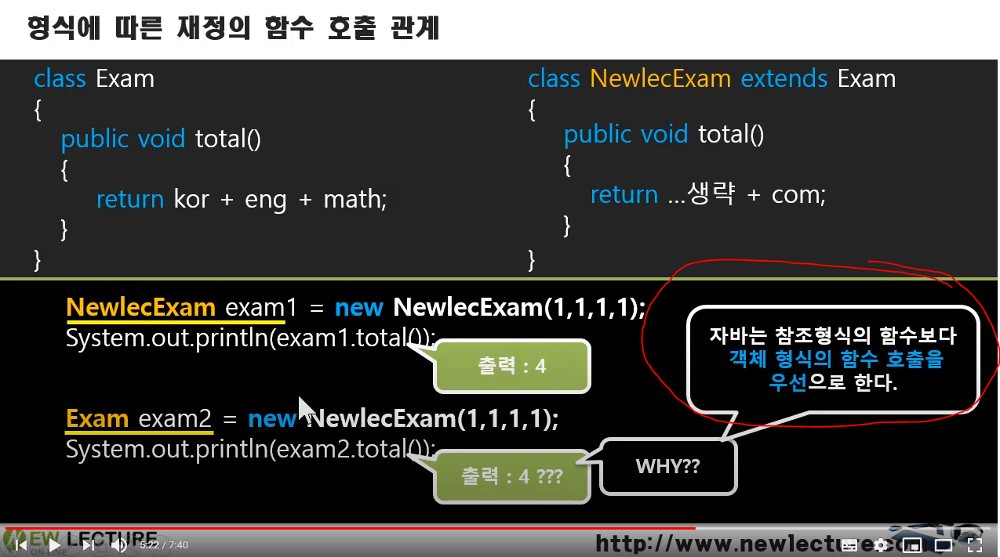 형식에 따른 재정의 함수 호출 관계
class Exam
{
public void total()
{
return kor + eng + math;
}
}
class NewlecExam extends Exam
{
public void total()
{
return ...생략 + com;
}
}
NewlecExam exam1 = new NewlecExam(1,1,1,1);
System.out.println(exam1.total());
출력 : 4
자바는 참조형식의 함수보다
객체 형식의 함수 호출을
우선으로 한다.
Exam exam2 = new NewlecExam(1,1,1,1);
System.out.println(exam2.total());
출력 : 4 ???
WHY??
NEW LECTURE
ON-LINE
5:22 / 7:40
http://www.newlecture.com